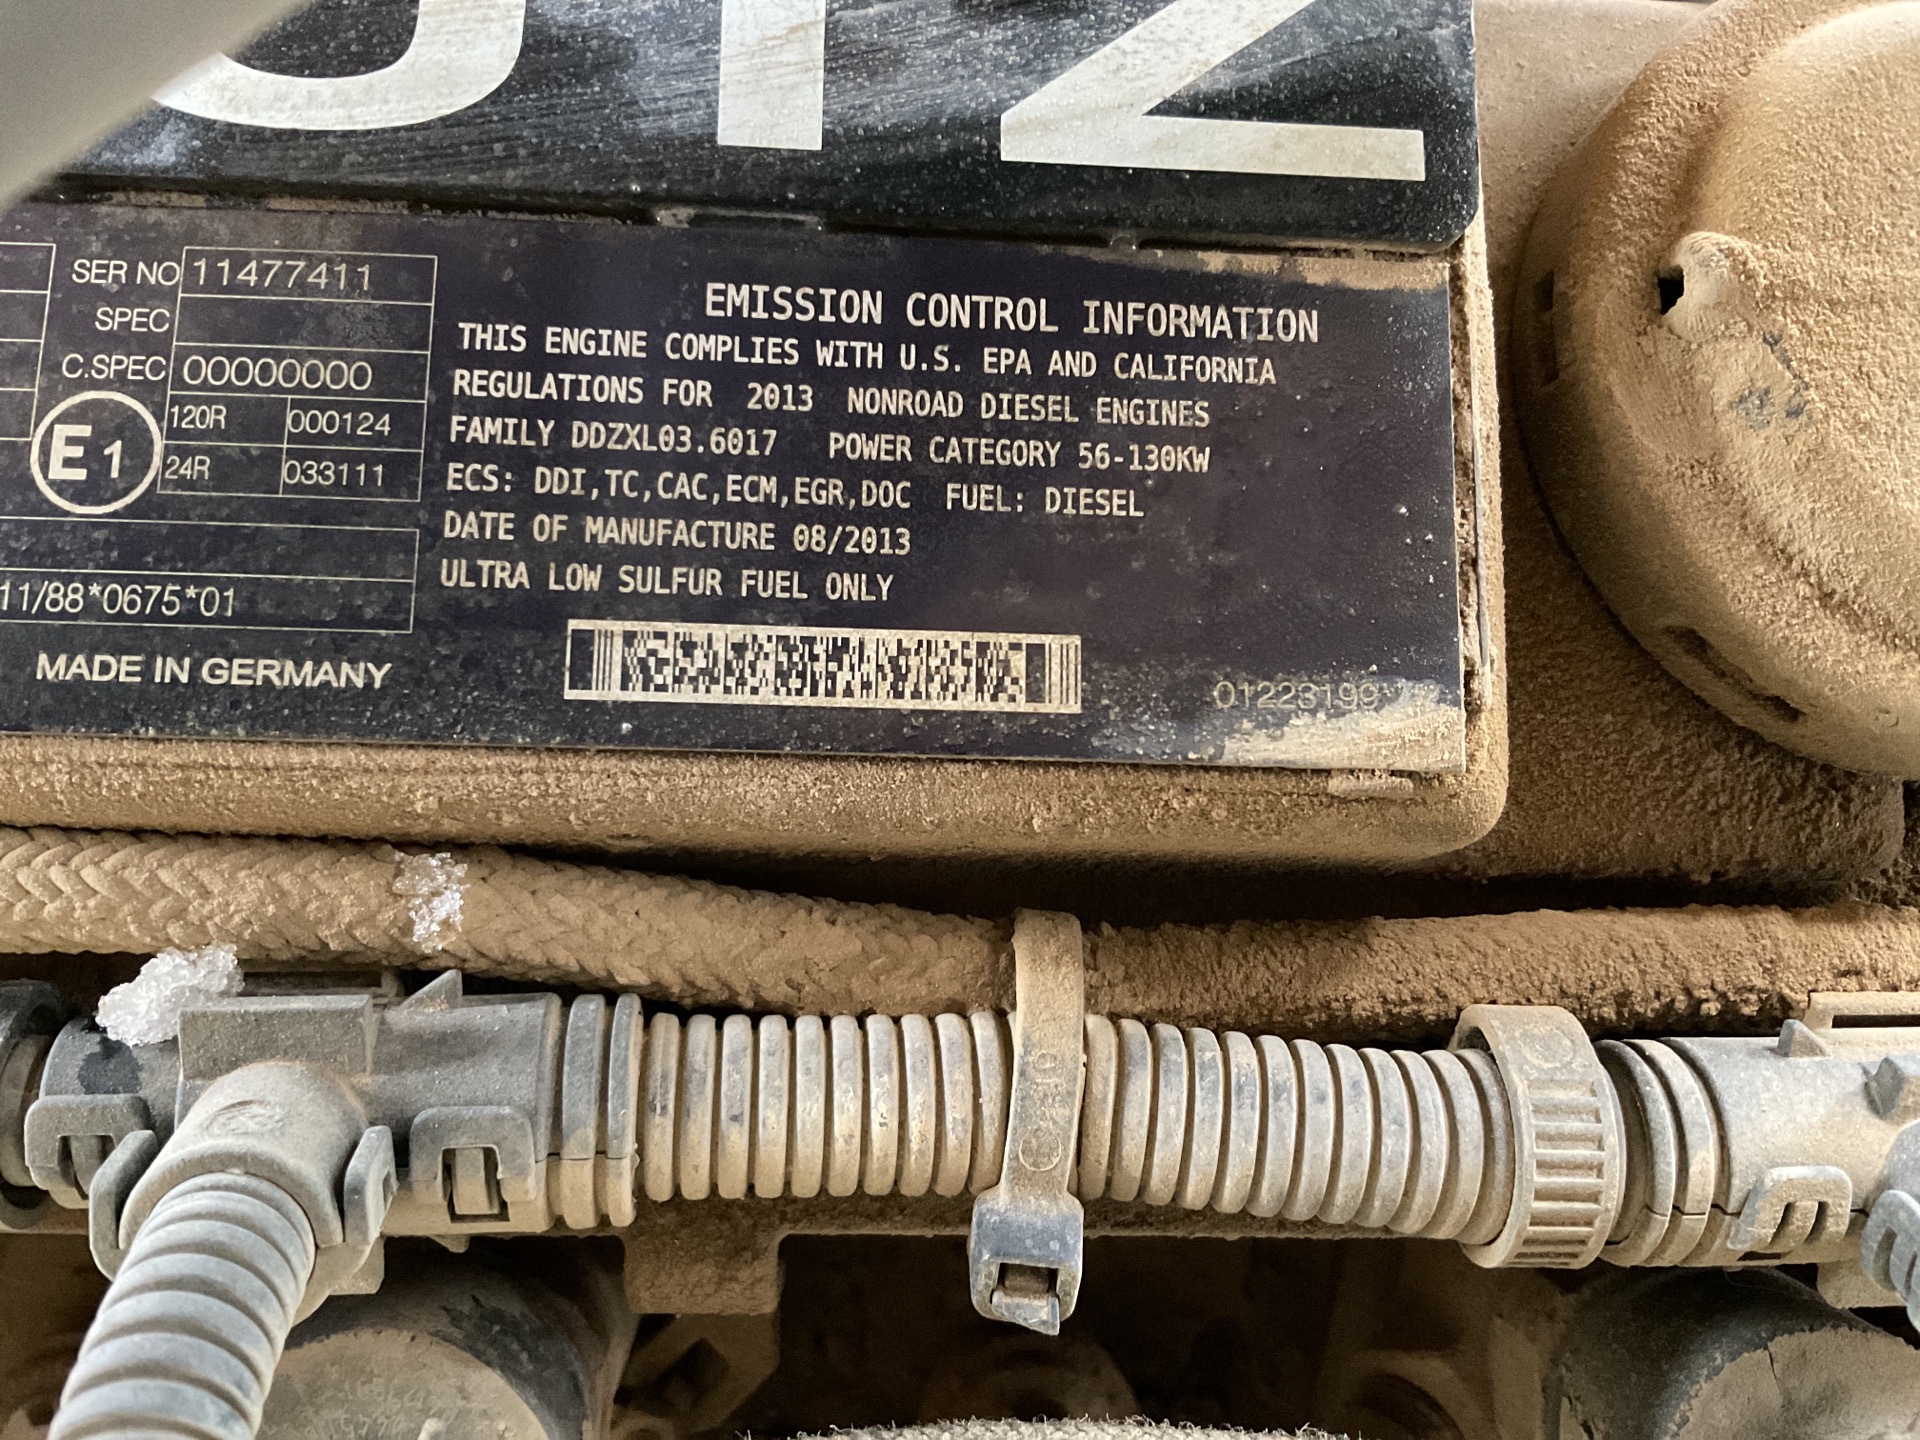 UTZ
SER NO 11477411
SPEC
C.SPEC 00000000
E1
120R 000124
24R 033111
11/88*0675*01
MADE IN GERMANY
EMISSION CONTROL INFORMATION
THIS ENGINE COMPLIES WITH U.S. EPA AND CALIFORNIA
REGULATIONS FOR 2013 NONROAD DIESEL ENGINES
FAMILY DDZXL03.6017 POWER CATEGORY 56-130KW
ECS: DDI,TC,CAC,ECM,EGR,DOC FUEL: DIESEL
DATE OF MANUFACTURE 08/2013
ULTRA LOW SULFUR FUEL ONLY
01223199